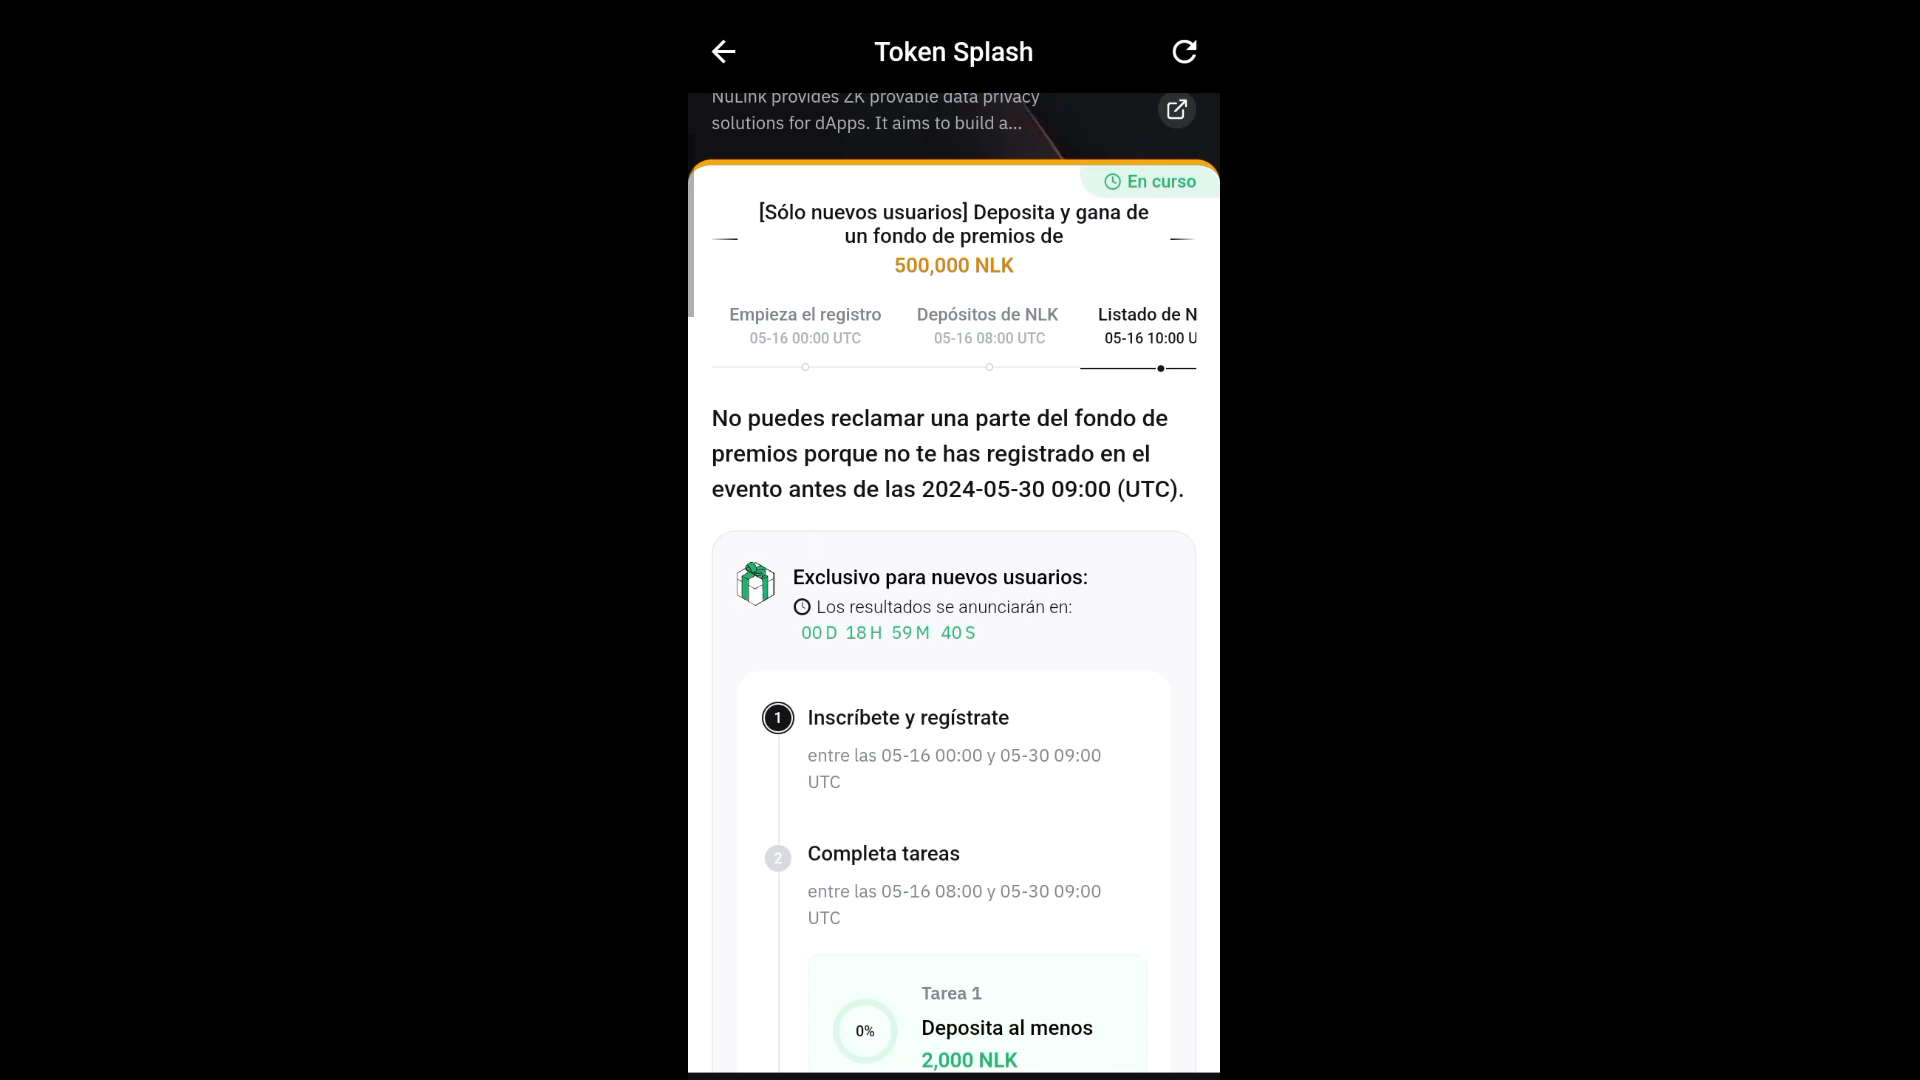 Token Splash
NuLink provides ZK provable data privacy
solutions for dApps. It aims to build a...
En curso
[Sólo nuevos usuarios] Deposita y gana de
un fondo de premios de
500,000 NLK
Empieza el registro
05-16 00:00 UTC
Depósitos de NLK
05-16 08:00 UTC
Listado de N
05-16 10:00 U
No puedes reclamar una parte del fondo de
premios porque no te has registrado en el
evento antes de las 2024-05-30 09:00 (UTC).
Exclusivo para nuevos usuarios:
Los resultados se anunciarán en:
00 D 18 H 59 M 40 S
1 Inscríbete y regístrate
entre las 05-16 00:00 y 05-30 09:00
UTC
2 Completa tareas
entre las 05-16 08:00 y 05-30 09:00
UTC
Tarea 1
0%
Deposita al menos
2,000 NLK